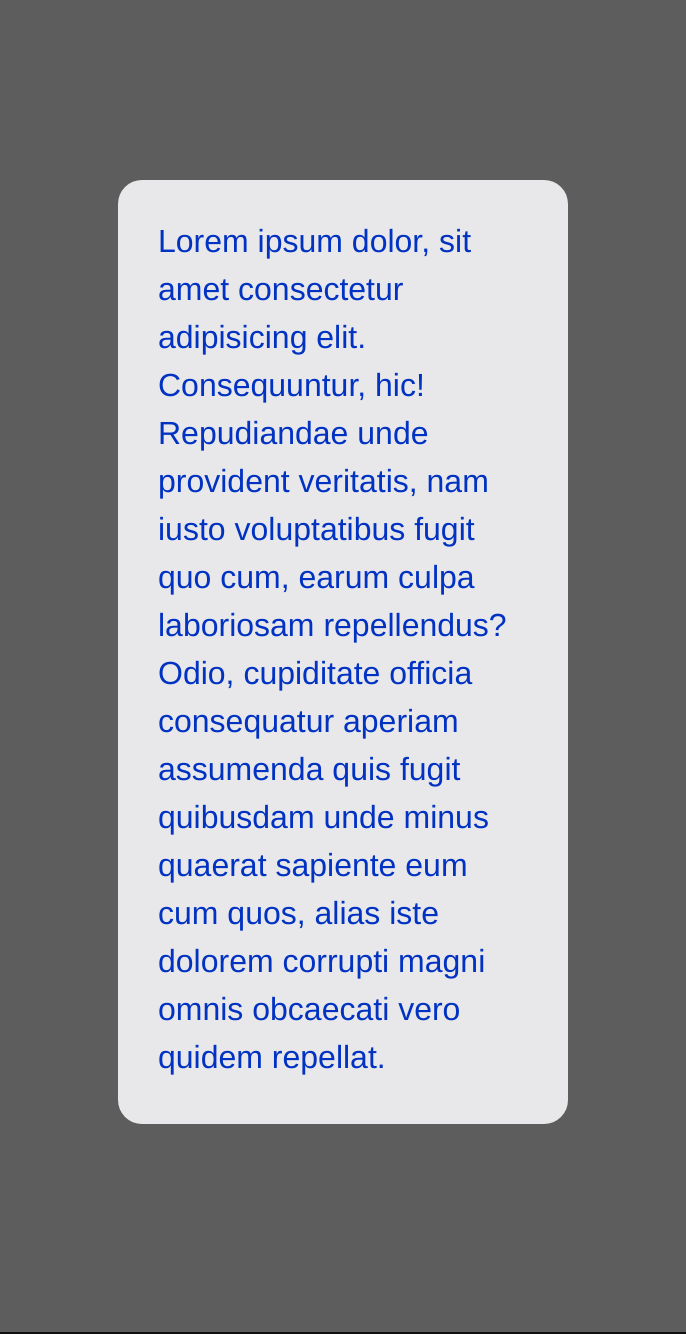 Lorem ipsum dolor, sit
amet consectetur
adipisicing elit.
Consequuntur, hic!
Repudiandae unde
provident veritatis, nam
iusto voluptatibus fugit
quo cum, earum culpa
laboriosam repellendus?
Odio, cupiditate officia
consequatur aperiam
assumenda quis fugit
quibusdam unde minus
quaerat sapiente eum
cum quos, alias iste
dolorem corrupti magni
omnis obcaecati vero
quidem repellat.